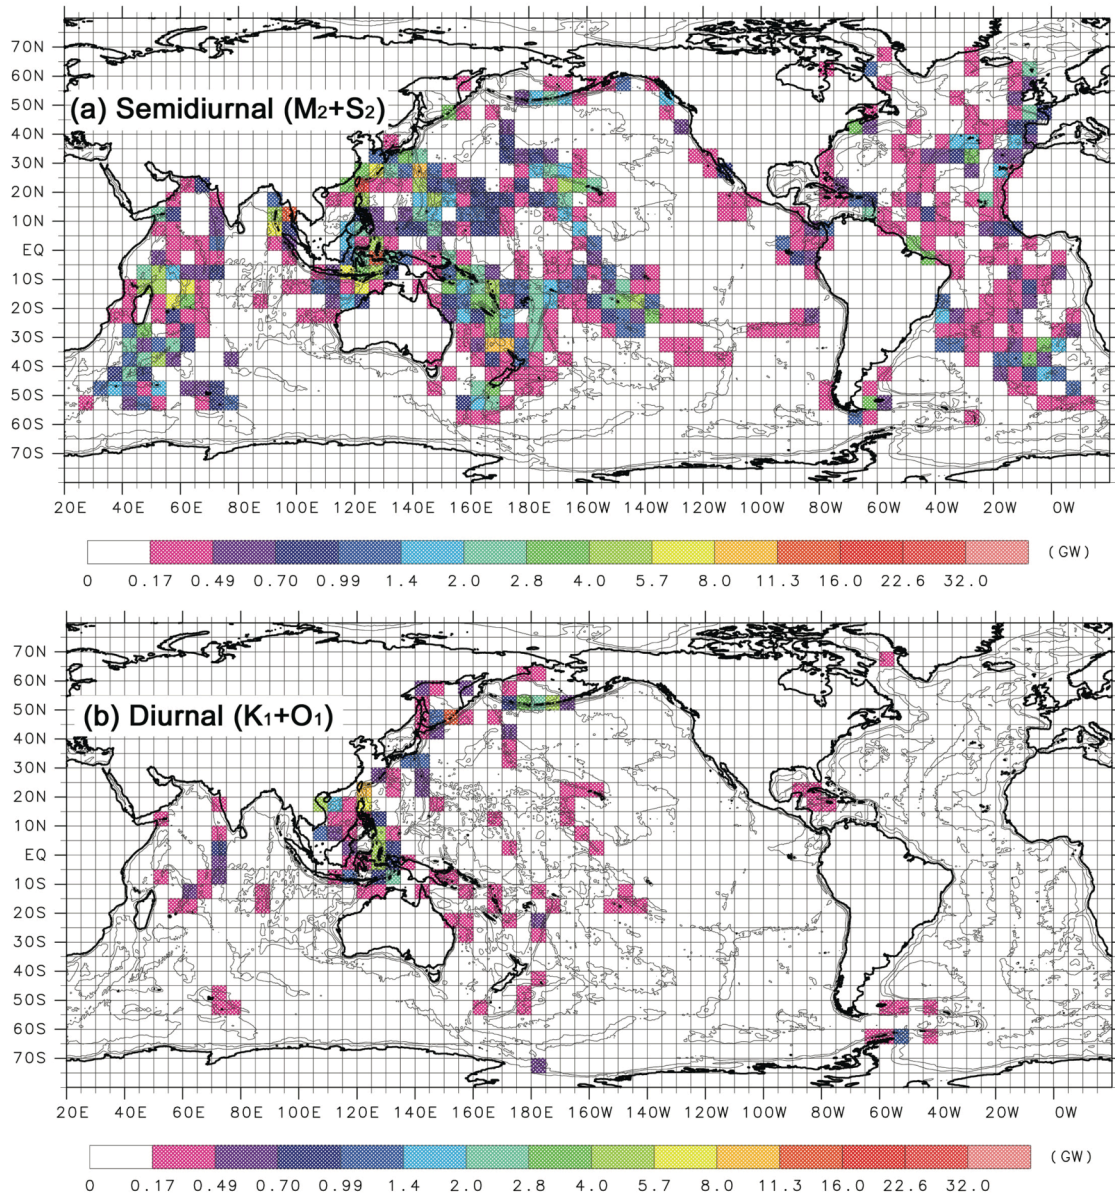 70N
60N
50N
(a) Semidiurnal (M2+S2)
40N
30N
20N
10N
EQ
10S
20S
30S
40S
50S
60S
70S
20E 40E 60E 80E 100E 120E 140E 160E 180E 160W 140W 120W 100W 80W 60W 40W 20W 0W
(GW)
0 0.17 0.49 0.70 0.99 1.4 2.0 2.8 4.0 5.7 8.0 11.3 16.0 22.6 32.0
70N
60N
50N
(b) Diurnal (K1+O1)
40N
30N
20N
10N
EQ
10S
20S
30S
40S
50S
60S
70S
20E 40E 60E 80E 100E 120E 140E 160E 180E 160W 140W 120W 100W 80W 60W 40W 20W 0W
(GW)
0 0.17 0.49 0.70 0.99 1.4 2.0 2.8 4.0 5.7 8.0 11.3 16.0 22.6 32.0